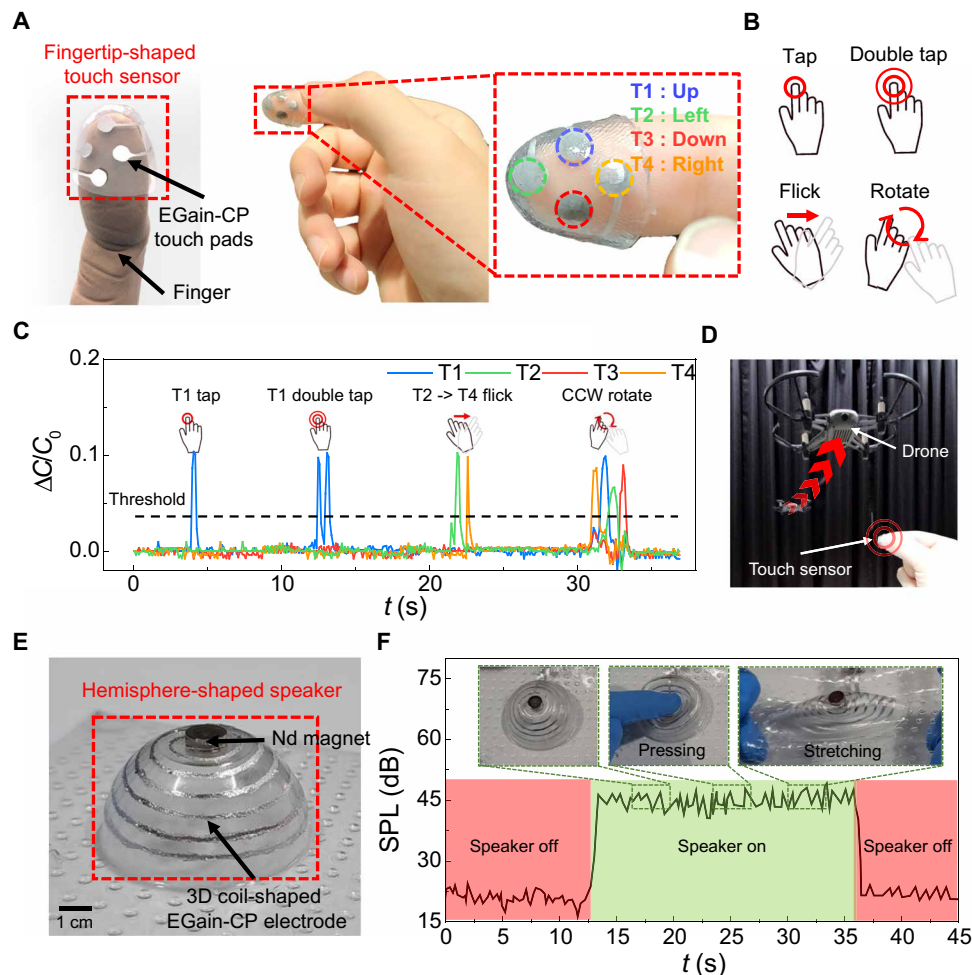 A
Fingertip-shaped
touch sensor
EGain-CP
touch pads
Finger
T1 : Up
T2 : Left
T3 : Down
T4 : Right
B
Tap
Double tap
Flick
Rotate
C
ΔC/C0
0.2
0.1
0.0
T1
T2
T3
T4
T1 tap
T1 double tap
T2 -> T4 flick
CCW rotate
Threshold
0
10
20
30
t (s)
D
Drone
Touch sensor
E
Hemisphere-shaped speaker
Nd magnet
3D coil-shaped
EGain-CP electrode
1 cm
F
SPL (dB)
75
60
45
30
15
Pressing
Stretching
Speaker off
Speaker on
Speaker off
0
5
10
15
20
25
30
35
40
45
t (s)